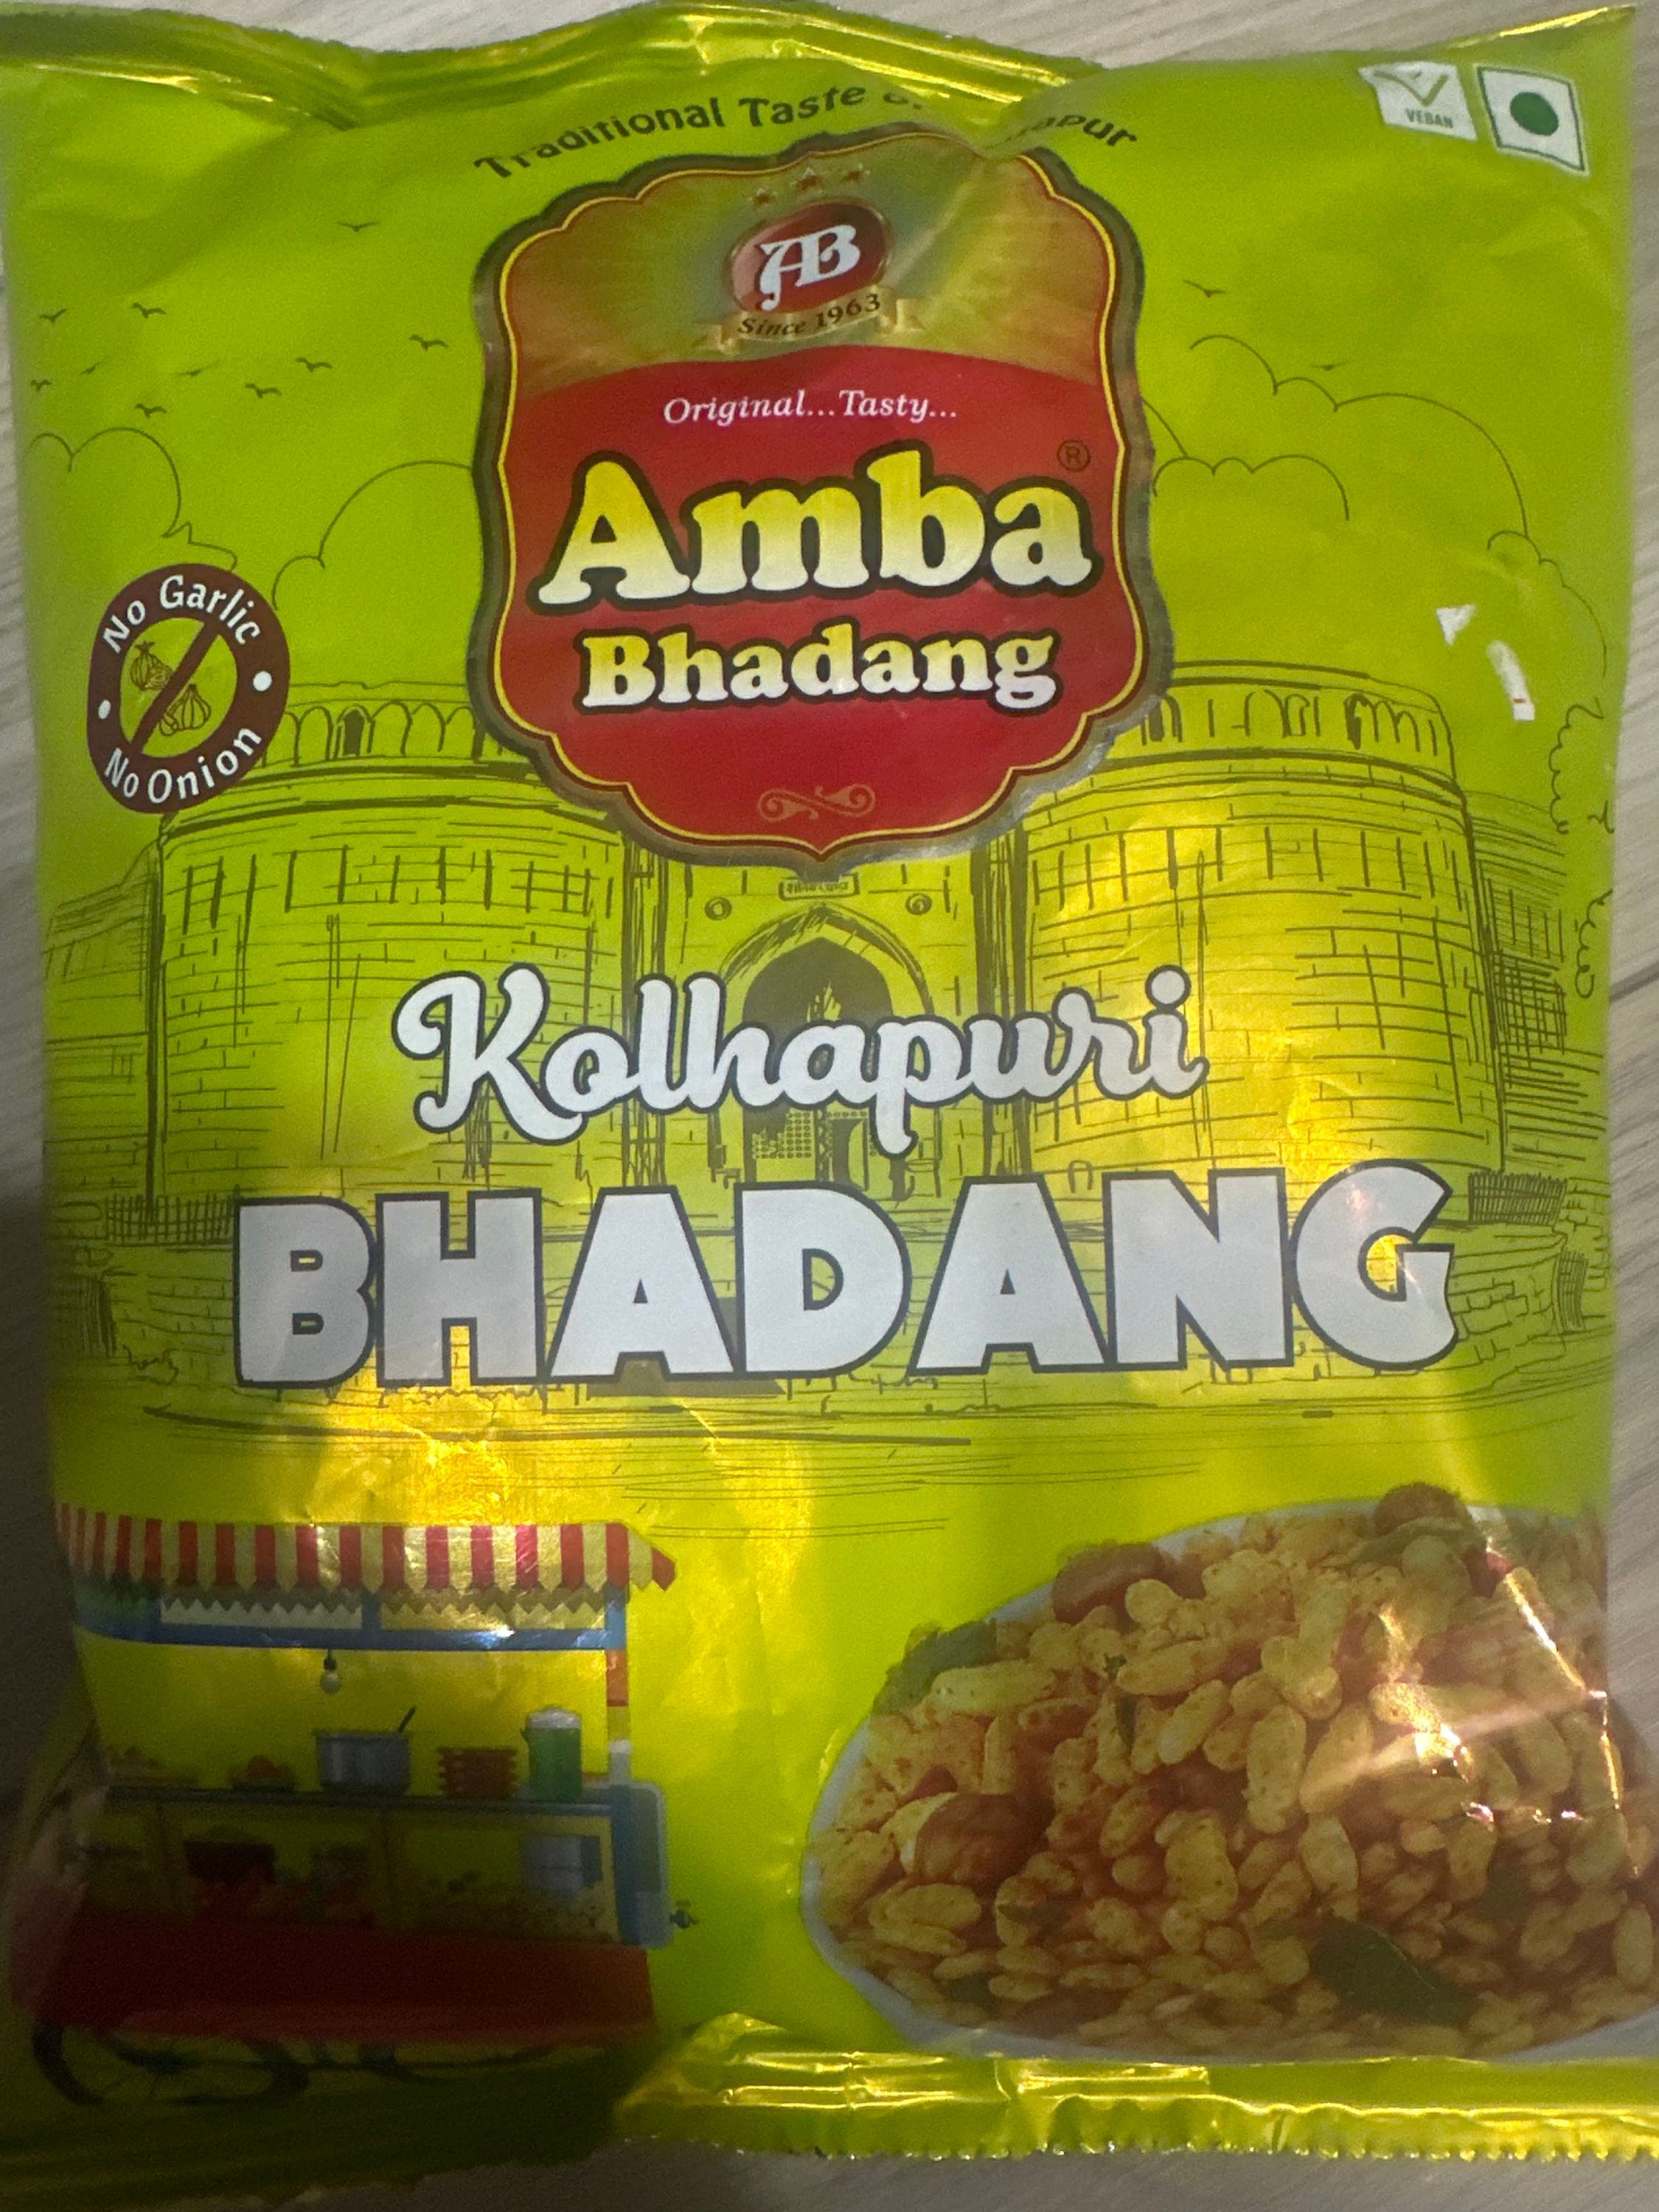 Traditional Taste
VEGAN
AB
Since 1963
Original...Tasty...
Amba®
Bhadang
No Garlic
No Onion
Kolhapuri
BHADANG